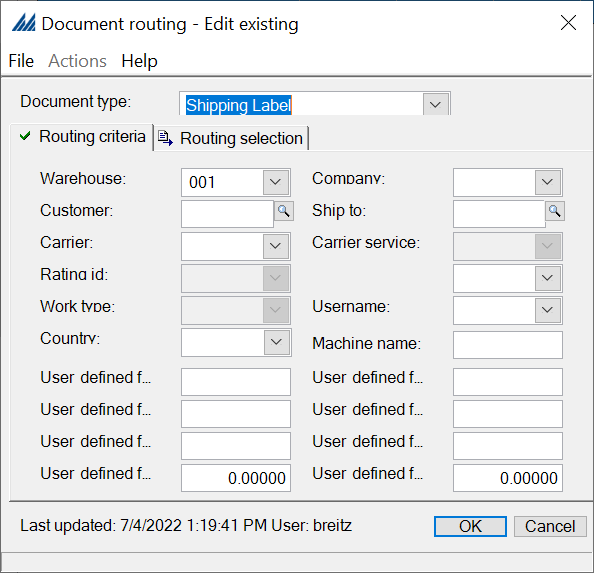 Document routing - Edit existing
File Actions Help
Document type: Shipping Label
Routing criteria Routing selection
Warehouse: 001 Company:
Customer: Ship to:
Carrier: Carrier service:
Rating id:
Work type: Username:
Country: Machine name:
User defined f... User defined f...
User defined f... User defined f...
User defined f... User defined f...
User defined f... 0.00000 User defined f... 0.00000
Last updated: 7/4/2022 1:19:41 PM User: breitz OK Cancel